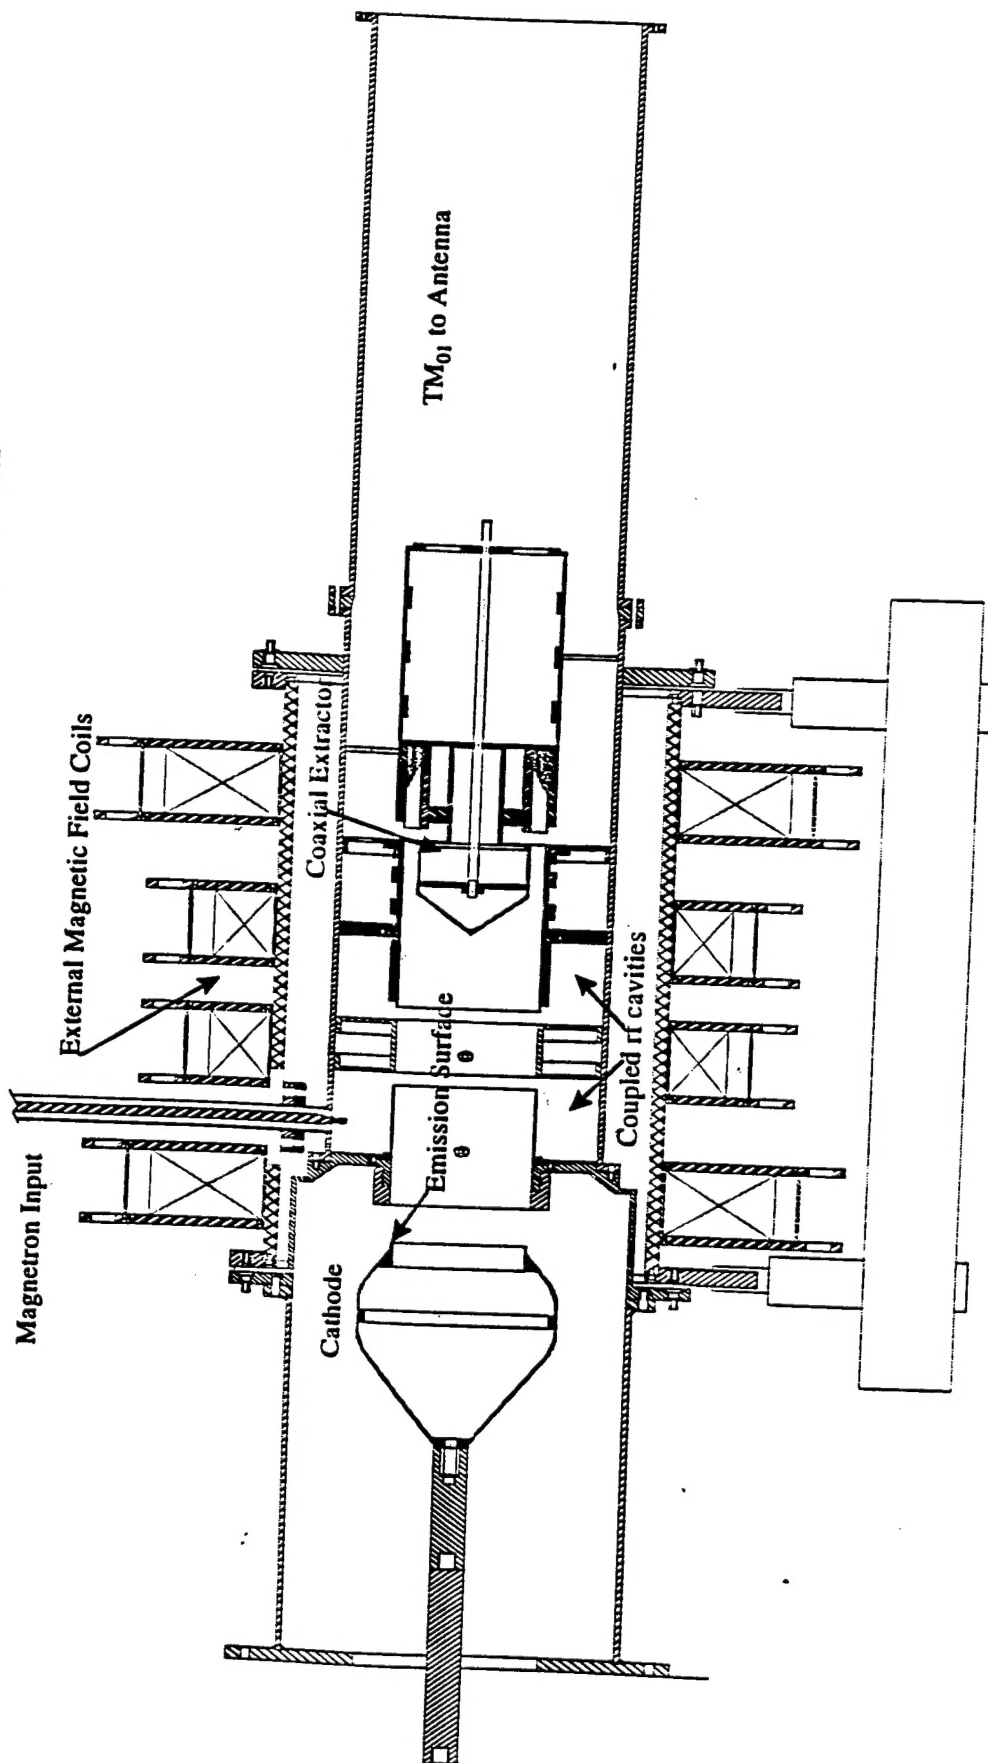 Magnetron Input
External Magnetic Field Coils
Cathode
Emission Surface
Coaxial Extractor
Coupled rf cavities
TM₀₁ to Antenna